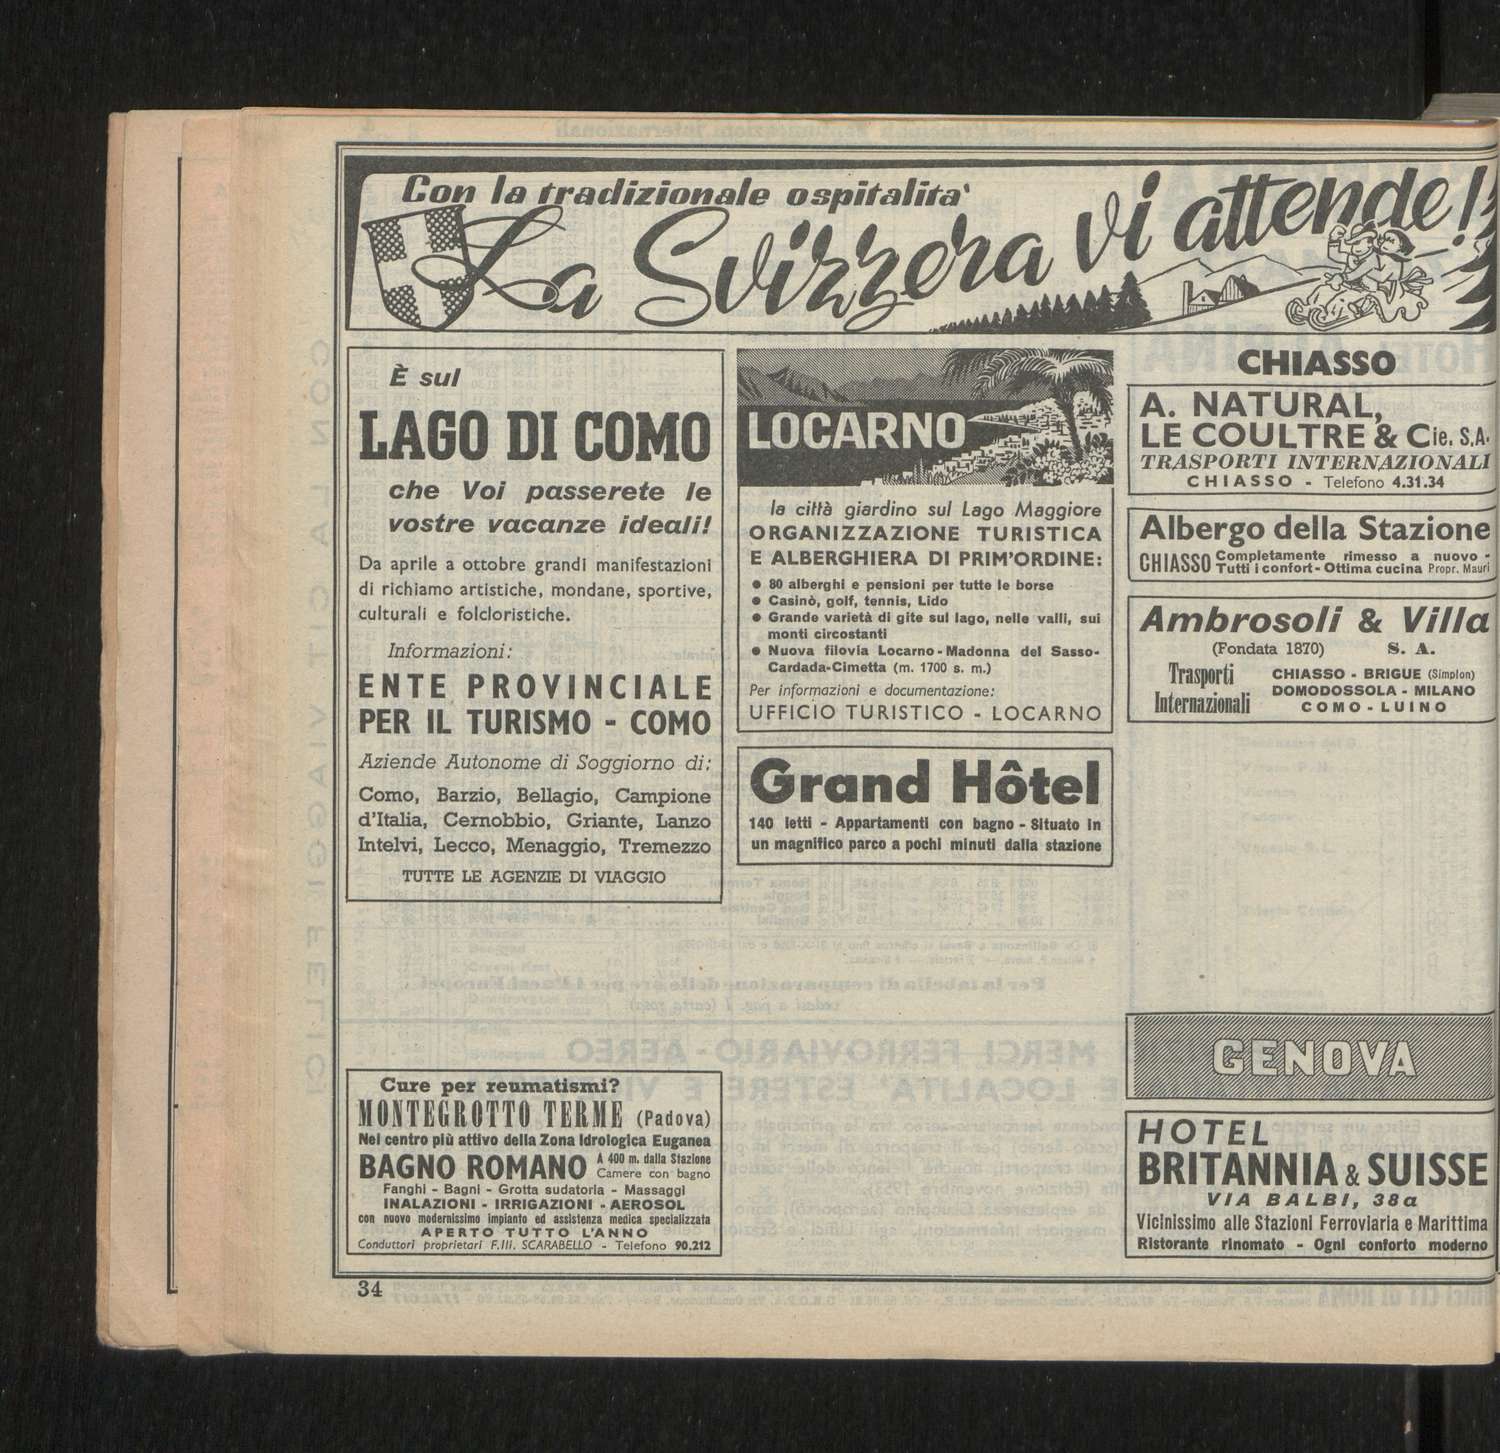 Con la tradizionale ospitalita'
La Svizzera vi attende!
È sul
LAGO DI COMO
che Voi passerete le
vostre vacanze ideali!
Da aprile a ottobre grandi manifestazioni
di richiamo artistiche, mondane, sportive,
culturali e folcloristiche.
Informazioni:
ENTE PROVINCIALE
PER IL TURISMO - COMO
Aziende Autonome di Soggiorno di:
Como, Barzio, Bellagio, Campione
d'Italia, Cernobbio, Griante, Lanzo
Intelvi, Lecco, Menaggio, Tremezzo
TUTTE LE AGENZIE DI VIAGGIO
Cure per reumatismi?
MONTEGROTTO TERME (Padova)
Nel centro più attivo della Zona Idrologica Euganea
BAGNO ROMANO A 400 m. dalla Stazione
Camere con bagno
Fanghi - Bagni - Grotta sudatoria - Massaggi
INALAZIONI - IRRIGAZIONI - AEROSOL
con nuovo modernissimo impianto ed assistenza medica specializzata
APERTO TUTTO L'ANNO
Conduttori proprietari F.lli. SCARABELLO - Telefono 90.212
LOCARNO
la città giardino sul Lago Maggiore
ORGANIZZAZIONE TURISTICA
E ALBERGHIERA DI PRIM'ORDINE:
● 80 alberghi e pensioni per tutte le borse
● Casinò, golf, tennis, Lido
● Grande varietà di gite sul lago, nelle valli, sui
monti circostanti
● Nuova filovia Locarno - Madonna del Sasso-
Cardada-Cimetta (m. 1700 s. m.)
Per informazioni e documentazione:
UFFICIO TURISTICO - LOCARNO
Grand Hôtel
140 letti - Appartamenti con bagno - Situato in
un magnifico parco a pochi minuti dalla stazione
CHIASSO
A. NATURAL,
LE COULTRE & Cie. S.A.
TRASPORTI INTERNAZIONALI
CHIASSO - Telefono 4.31.34
Albergo della Stazione
CHIASSO Completamente rimesso a nuovo -
Tutti i confort - Ottima cucina Propr. Mauri
Ambrosoli & Villa
(Fondata 1870) S. A.
Trasporti
Internazionali
CHIASSO - BRIGUE (Simplon)
DOMODOSSOLA - MILANO
COMO - LUINO
GENOVA
HOTEL
BRITANNIA & SUISSE
VIA BALBI, 38a
Vicinissimo alle Stazioni Ferroviaria e Marittima
Ristorante rinomato - Ogni conforto moderno
34